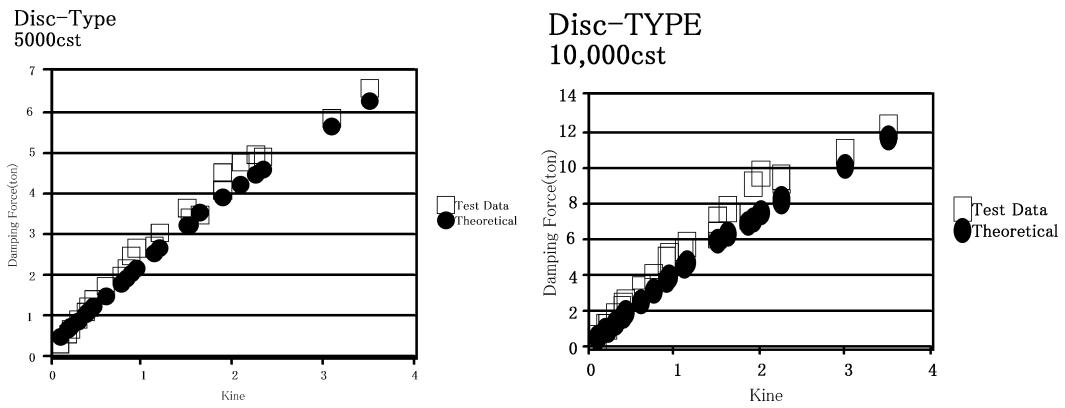 Disc-Type
5000cst
7
6
5
4
3
2
1
0
Damping Force(ton)
0 1 2 3 4
Kine
Test Data
Theoretical
Disc-TYPE
10,000cst
14
12
10
8
6
4
2
0
Damping Force(ton)
0 1 2 3 4
Kine
Test Data
Theoretical